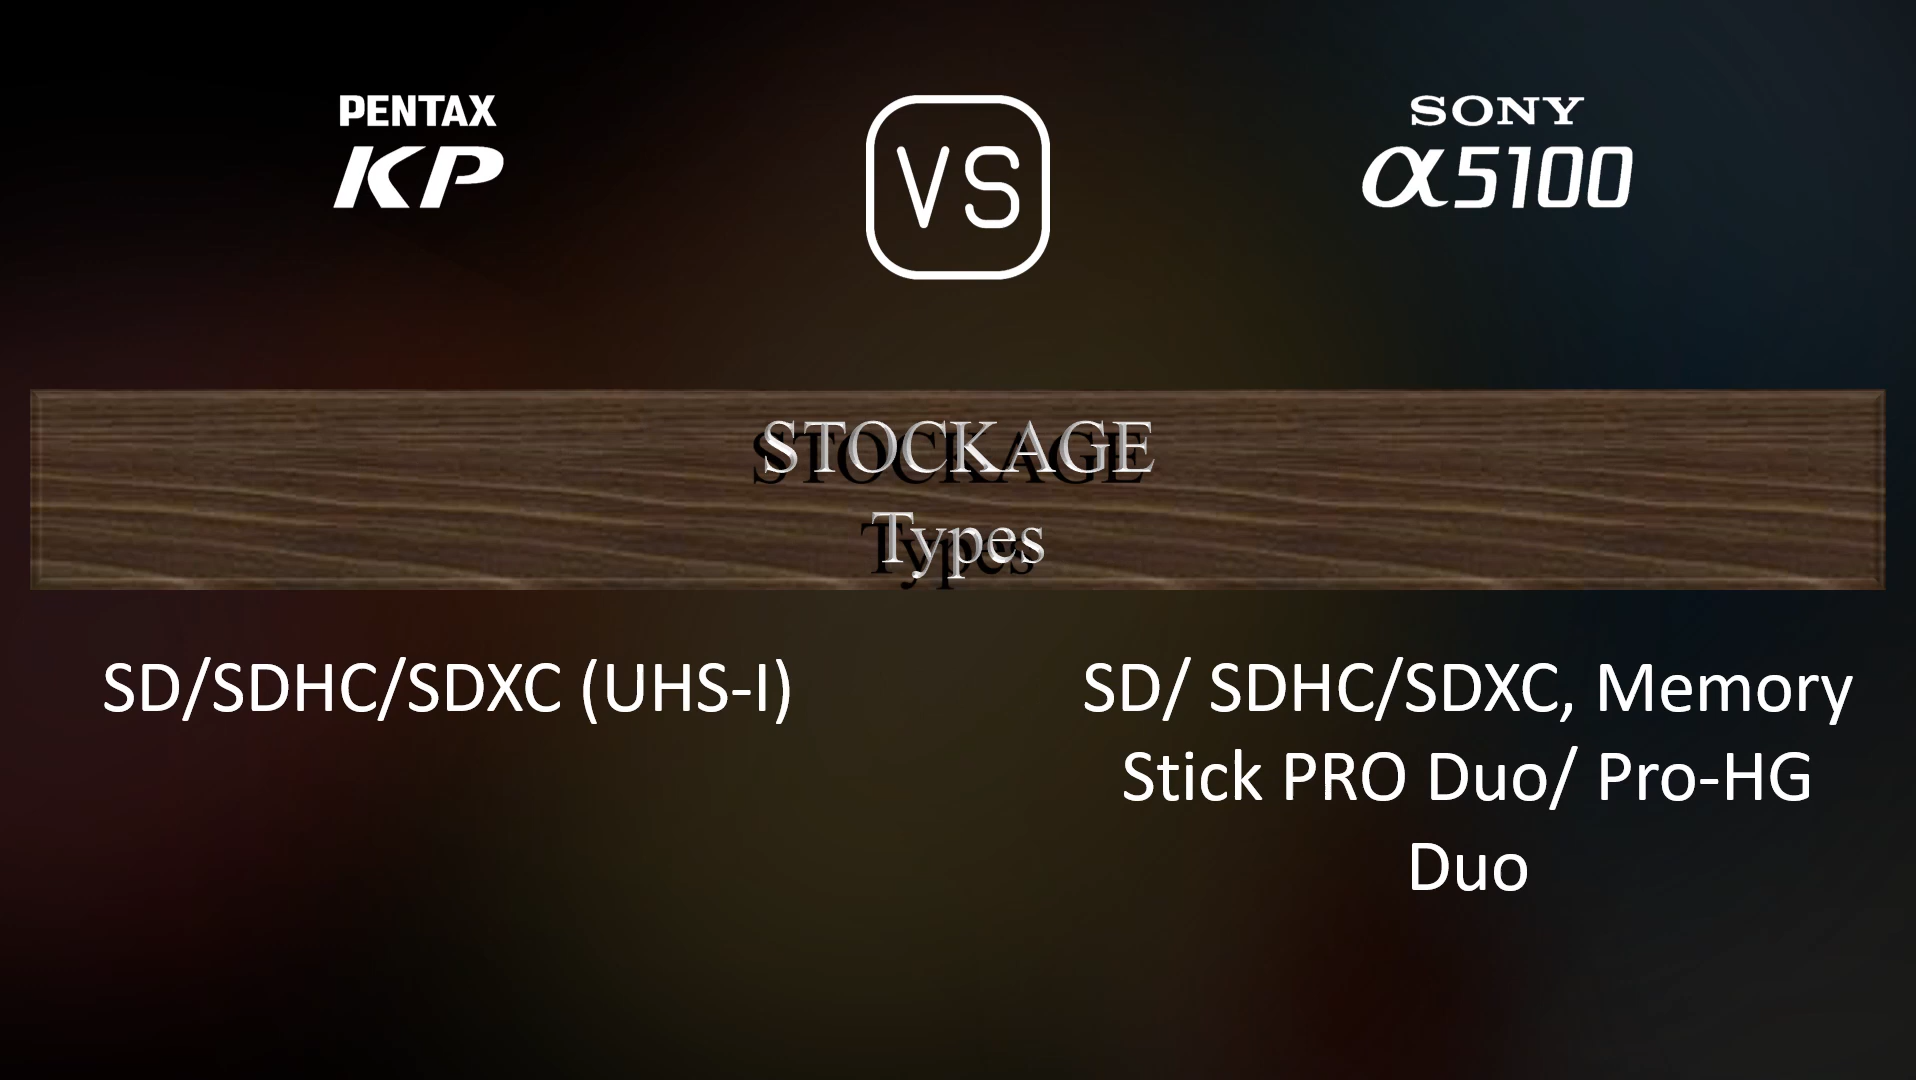 PENTAX
KP
VS
SONY
α5100
STOCKAGE
Types
SD/SDHC/SDXC (UHS-I)
SD/ SDHC/SDXC, Memory
Stick PRO Duo/ Pro-HG
Duo